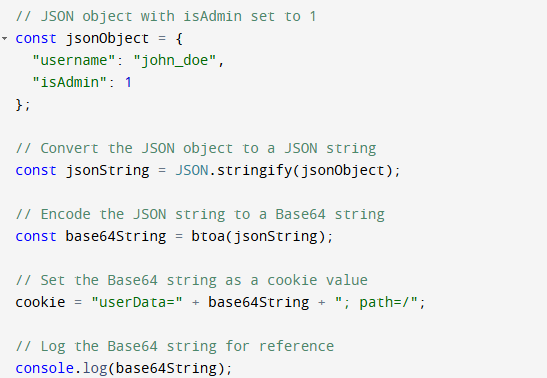 // JSON object with isAdmin set to 1
const jsonObject = {
  "username": "john_doe",
  "isAdmin": 1
};

// Convert the JSON object to a JSON string
const jsonString = JSON.stringify(jsonObject);

// Encode the JSON string to a Base64 string
const base64String = btoa(jsonString);

// Set the Base64 string as a cookie value
cookie = "userData=" + base64String + "; path=/";

// Log the Base64 string for reference
console.log(base64String);